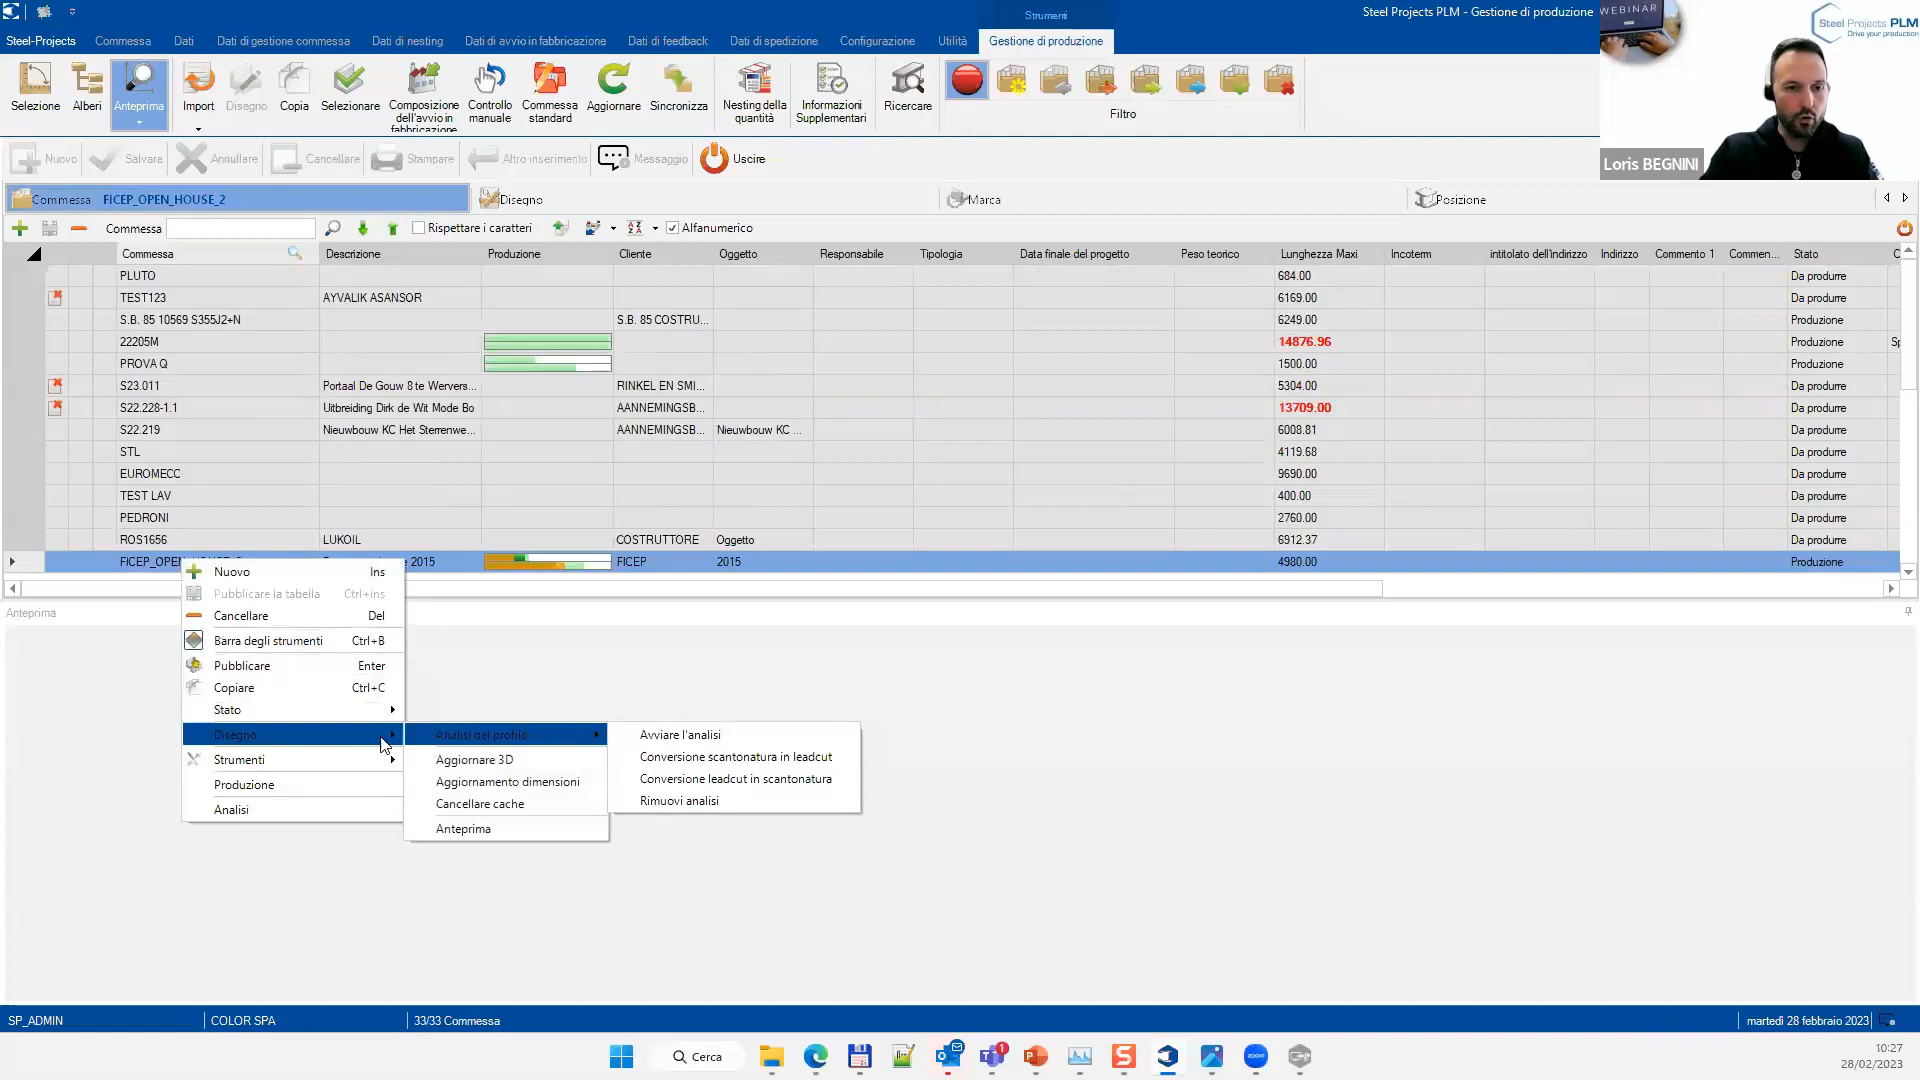 Strumenti
Steel Projects PLM - Gestione di produzione
WEBINAR
Steel Projects PLM
Drive your production
Steel-Projects Commessa Dati Dati di gestione commessa Dati di nesting Dati di avvio in fabbricazione Dati di feedback Dati di spedizione Configurazione Utilità Gestione di produzione
Selezione Alberi Anteprima Import Disegno Copia Selezionare Composizione dell'avvio in fabbricazione Controllo manuale Commessa standard Aggiornare Sincronizza Nesting della quantità Informazioni Supplementari Ricercare Filtro
Nuovo Salvare Annullare Cancellare Stampare Altro inserimento Messaggio Uscire
Loris BEGNINI
Commessa FICEP_OPEN_HOUSE_2 Disegno Marca Posizione
Commessa Rispettare i caratteri Alfanumerico
Commessa Descrizione Produzione Cliente Oggetto Responsabile Tipologia Data finale del progetto Peso teorico Lunghezza Maxi Incoterm intitolato dell'indirizzo Indirizzo Commento 1 Commen... Stato C
PLUTO 684.00 Da produrre
TEST123 AYVALIK ASANSOR 6169.00 Da produrre
S.B. 85 10569 S355J2+N S.B. 85 COSTRU... 6249.00 Produzione
22205M 14876.96 Produzione Sp
PROVA Q 1500.00 Produzione
S23.011 Portaal De Gouw 8 te Wervers... RINKEL EN SMI... 5304.00 Da produrre
S22.228-1.1 Uitbreiding Dirk de Wit Mode Bo AANNEMINGSB... 13709.00 Da produrre
S22.219 Nieuwbouw KC Het Sterrenwe... AANNEMINGSB... Nieuwbouw KC ... 6008.81 Da produrre
STL 4119.68 Da produrre
EUROMECC 9690.00 Da produrre
TEST LAV 400.00 Da produrre
PEDRONI 2760.00 Da produrre
ROS1656 LUKOIL COSTRUTTORE Oggetto 6912.37 Da produrre
FICEP_OPEN 2015 FICEP 2015 4980.00 Produzione
Anteprima
Nuovo Ins
Pubblicare la tabella Ctrl+Ins
Cancellare Del
Barra degli strumenti Ctrl+B
Pubblicare Enter
Copiare Ctrl+C
Stato
Disegno
Strumenti
Produzione
Analisi
Analisi del profilo
Aggiornare 3D
Aggiornamento dimensioni
Cancellare cache
Anteprima
Avviare l'analisi
Conversione scantonatura in leadcut
Conversione leadcut in scantonatura
Rimuovi analisi
SP_ADMIN COLOR SPA 33/33 Commessa martedì 28 febbraio 2023
Cerca
1
zoom
10:27
28/02/2023